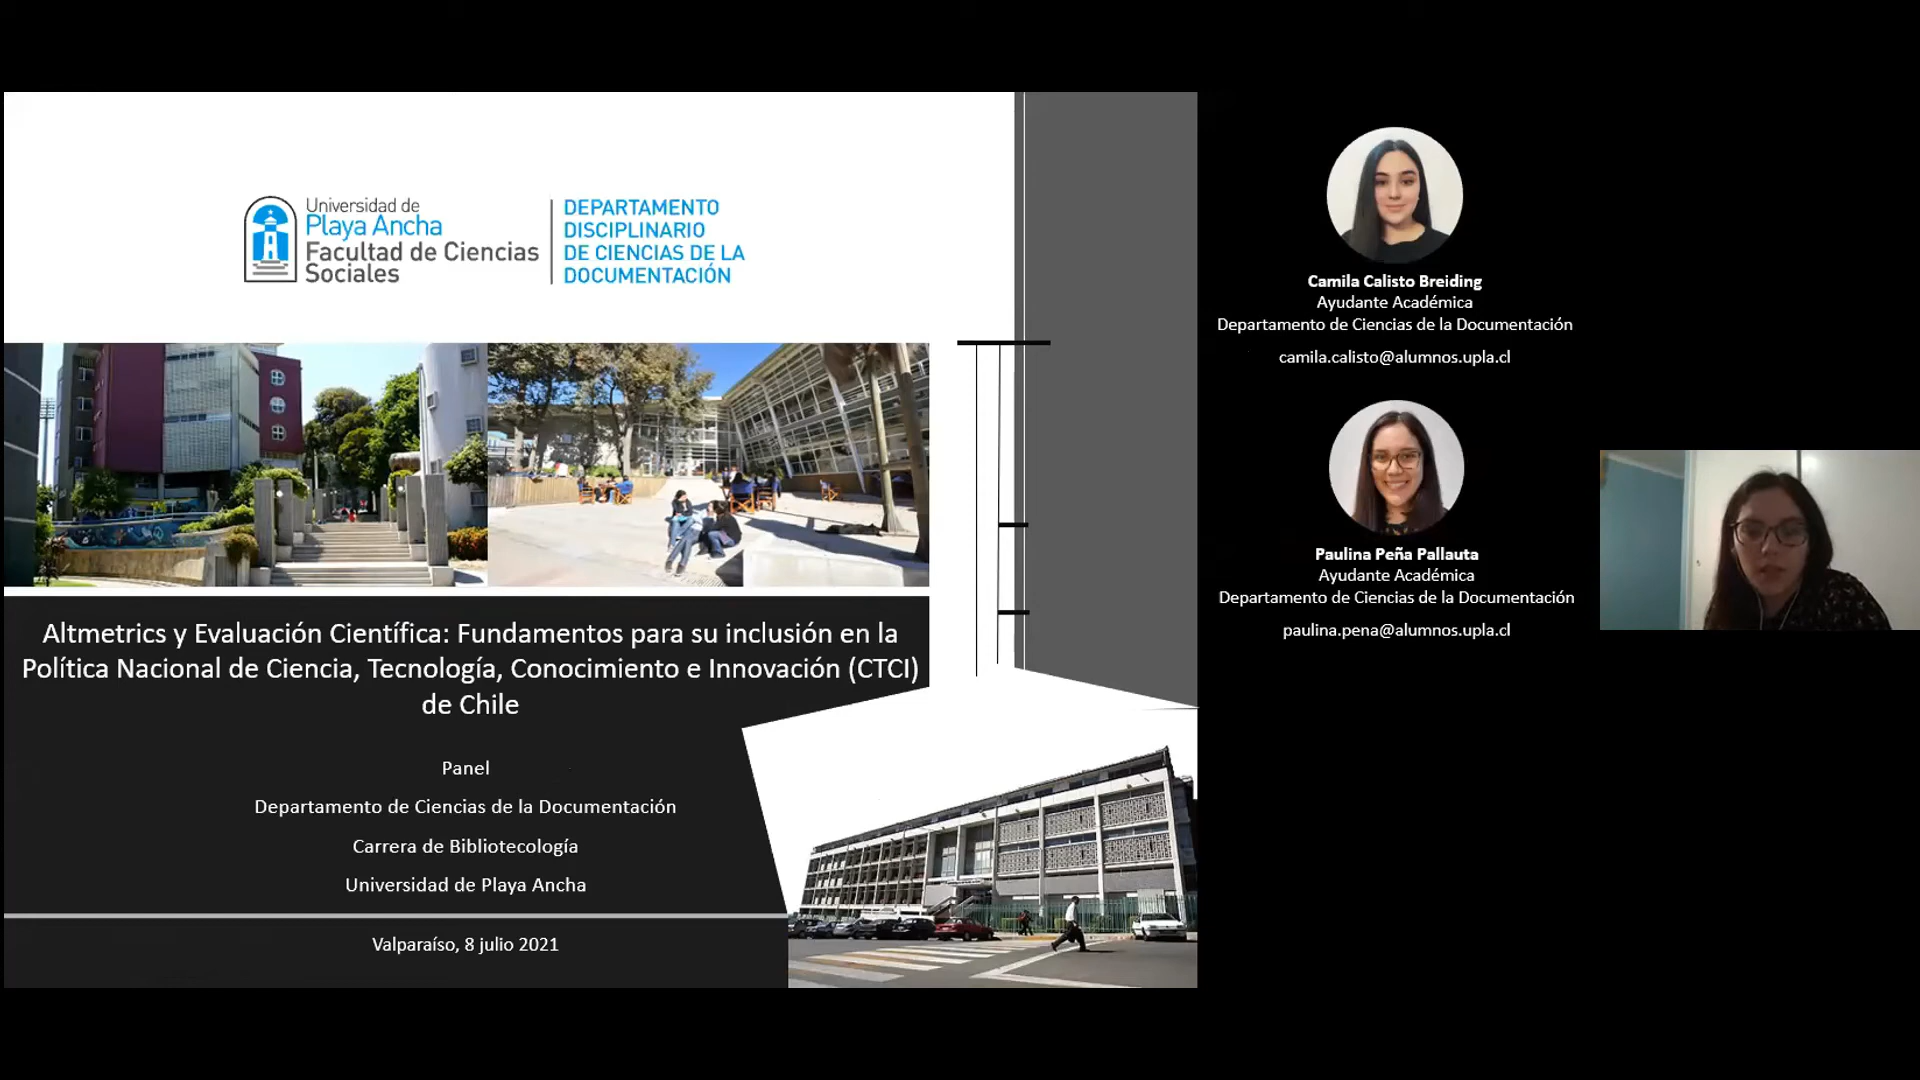 Universidad de
Playa Ancha
Facultad de Ciencias
Sociales
DEPARTAMENTO
DISCIPLINARIO
DE CIENCIAS DE LA
DOCUMENTACIÓN
Altmetrics y Evaluación Científica: Fundamentos para su inclusión en la
Política Nacional de Ciencia, Tecnología, Conocimiento e Innovación (CTCI)
de Chile
Panel
Departamento de Ciencias de la Documentación
Carrera de Bibliotecología
Universidad de Playa Ancha
Valparaíso, 8 julio 2021
Camila Calisto Breiding
Ayudante Académica
Departamento de Ciencias de la Documentación
camila.calisto@alumnos.upla.cl
Paulina Peña Pallauta
Ayudante Académica
Departamento de Ciencias de la Documentación
paulina.pena@alumnos.upla.cl